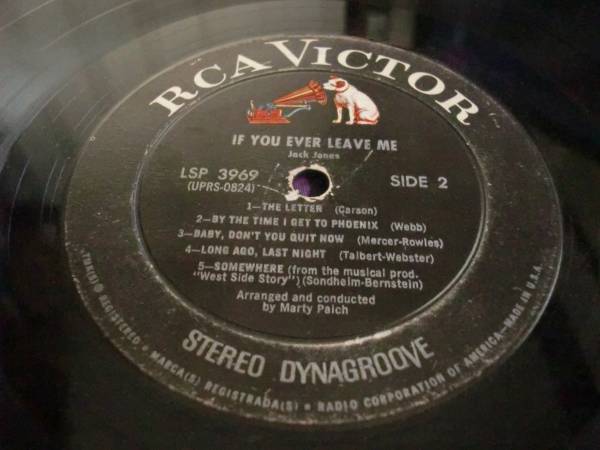 RCA VICTOR
IF YOU EVER LEAVE ME
Jack Jones
LSP 3969
(UPRS-0824)
SIDE 2
1—THE LETTER (Carson)
2—BY THE TIME I GET TO PHOENIX (Webb)
3—BABY, DON'T YOU QUIT NOW (Mercer-Rowles)
4—LONG AGO, LAST NIGHT (Talbert-Webster)
5—SOMEWHERE (from the musical prod.
"West Side Story") (Sondheim-Bernstein)
Arranged and conducted
by Marty Paich
STEREO DYNAGROOVE
TMK(S) ® REGISTERED • MARCA(S) REGISTRADA(S) • RADIO CORPORATION OF AMERICA—MADE IN U.S.A.